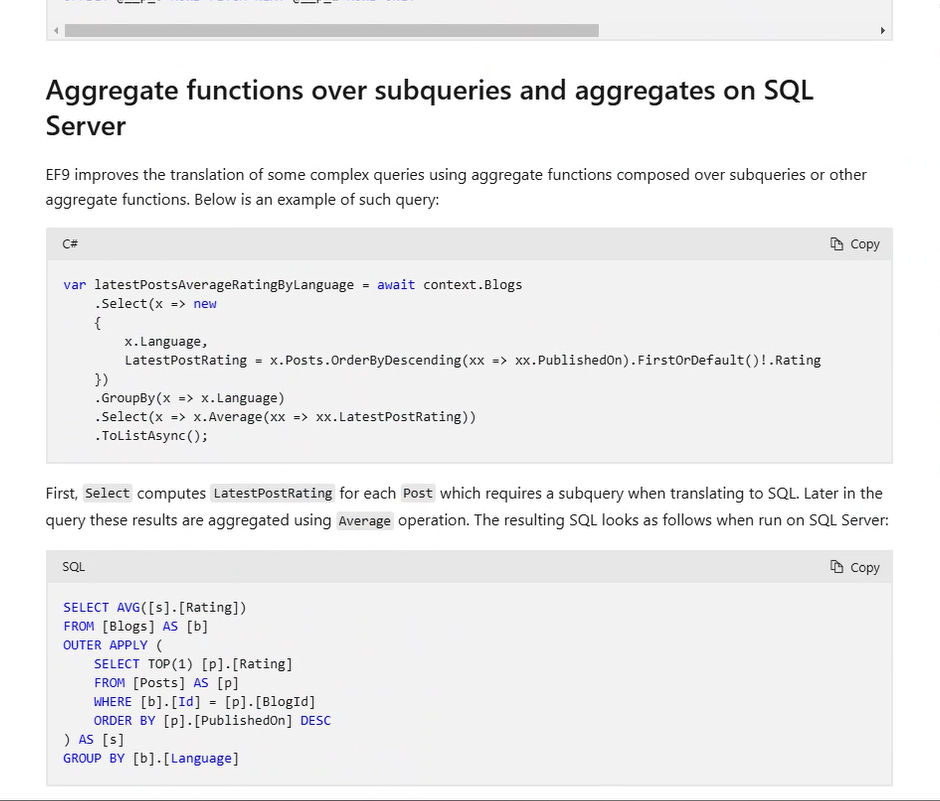 Aggregate functions over subqueries and aggregates on SQL
Server
EF9 improves the translation of some complex queries using aggregate functions composed over subqueries or other
aggregate functions. Below is an example of such query:
C#
Copy
var latestPostsAverageRatingByLanguage = await context.Blogs
    .Select(x => new
    {
        x.Language,
        LatestPostRating = x.Posts.OrderByDescending(xx => xx.PublishedOn).FirstOrDefault()!.Rating
    })
    .GroupBy(x => x.Language)
    .Select(x => x.Average(xx => xx.LatestPostRating))
    .ToListAsync();
First, Select computes LatestPostRating for each Post which requires a subquery when translating to SQL. Later in the
query these results are aggregated using Average operation. The resulting SQL looks as follows when run on SQL Server:
SQL
Copy
SELECT AVG([s].[Rating])
FROM [Blogs] AS [b]
OUTER APPLY (
    SELECT TOP(1) [p].[Rating]
    FROM [Posts] AS [p]
    WHERE [b].[Id] = [p].[BlogId]
    ORDER BY [p].[PublishedOn] DESC
) AS [s]
GROUP BY [b].[Language]